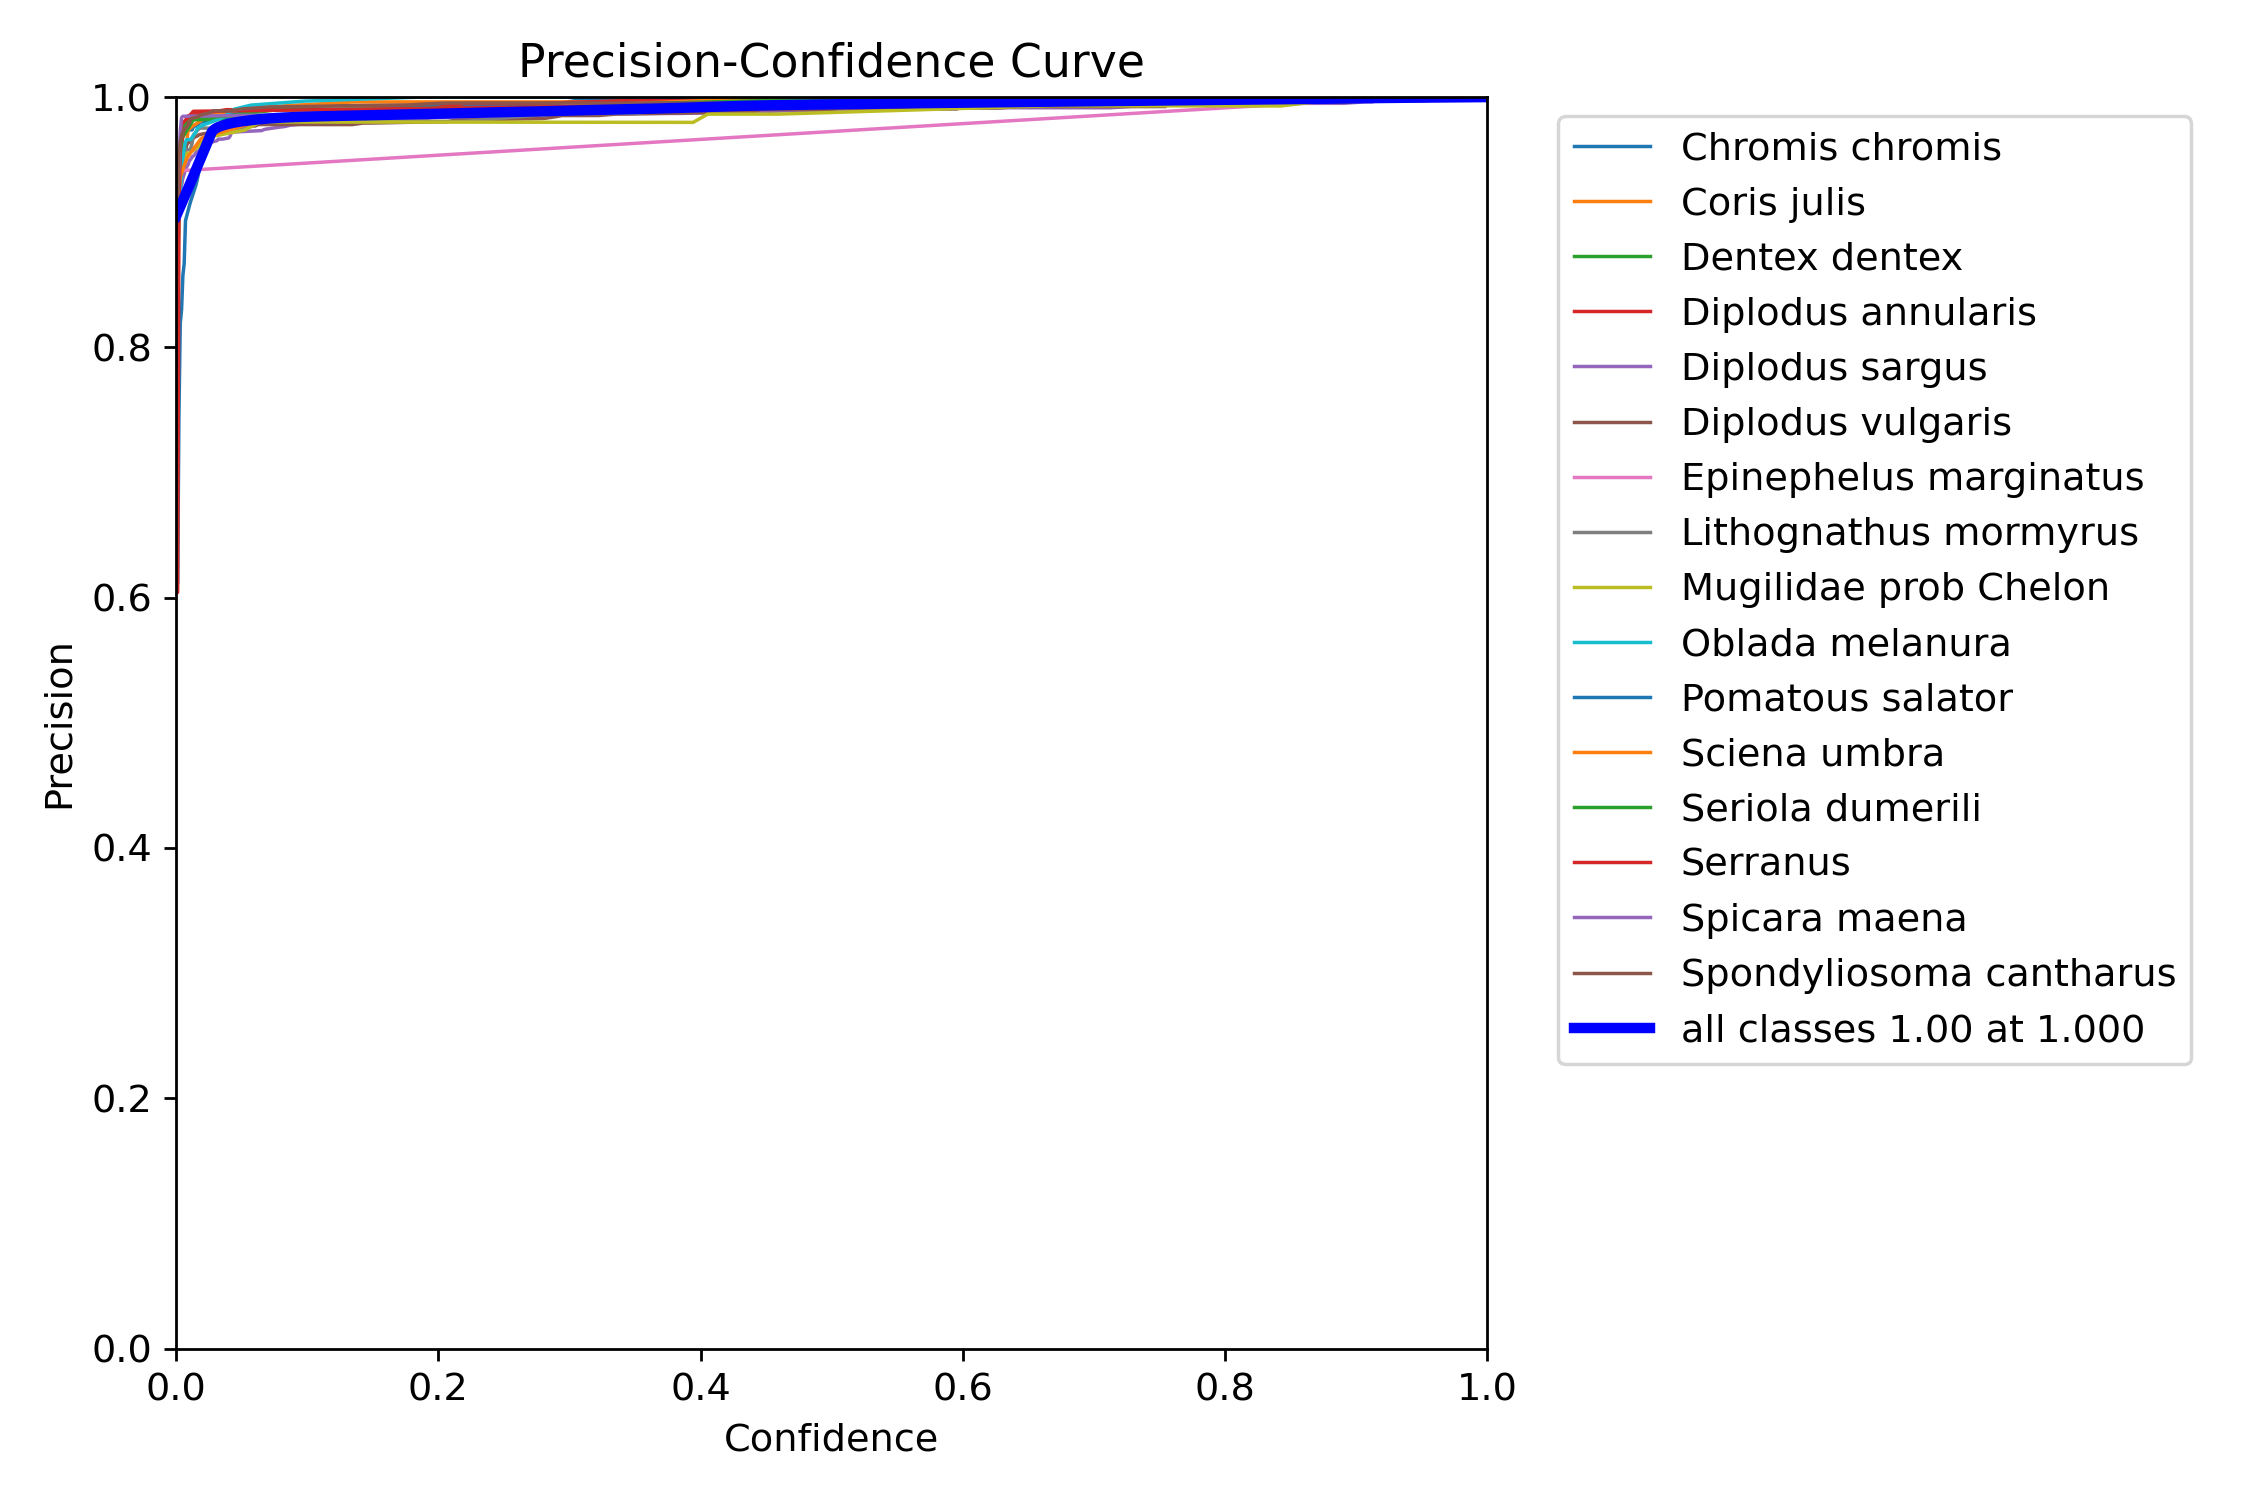 Precision-Confidence Curve
1.0
0.8
0.6
0.4
0.2
0.0
Precision
0.0 0.2 0.4 0.6 0.8 1.0
Confidence
Chromis chromis
Coris julis
Dentex dentex
Diplodus annularis
Diplodus sargus
Diplodus vulgaris
Epinephelus marginatus
Lithognathus mormyrus
Mugilidae prob Chelon
Oblada melanura
Pomatous salator
Sciena umbra
Seriola dumerili
Serranus
Spicara maena
Spondyliosoma cantharus
all classes 1.00 at 1.000